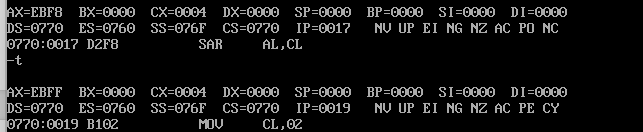 AX=EBF8 BX=0000 CX=0004 DX=0000 SP=0000 BP=0000 SI=0000 DI=0000
DS=0770 ES=0760 SS=076F CS=0770 IP=0017 NV UP EI NG NZ AC PO NC
0770:0017 D2F8 SAR AL,CL
-t
AX=EBFF BX=0000 CX=0004 DX=0000 SP=0000 BP=0000 SI=0000 DI=0000
DS=0770 ES=0760 SS=076F CS=0770 IP=0019 NV UP EI NG NZ AC PE CY
0770:0019 B102 MOV CL,02